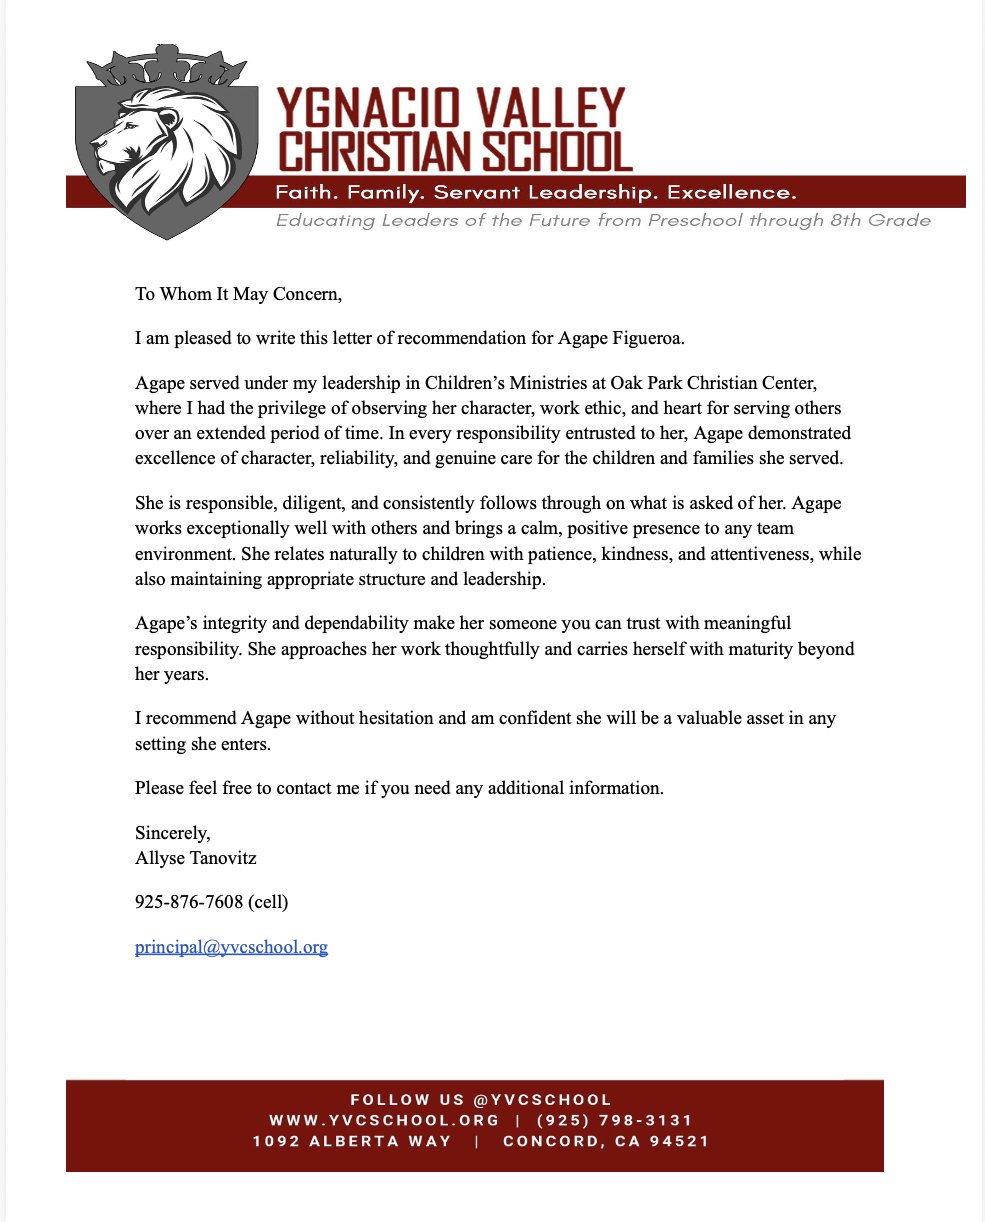 YGNACIO VALLEY
CHRISTIAN SCHOOL
Faith. Family. Servant Leadership. Excellence.
Educating Leaders of the Future from Preschool through 8th Grade
To Whom It May Concern,
I am pleased to write this letter of recommendation for Agape Figueroa.
Agape served under my leadership in Children’s Ministries at Oak Park Christian Center,
where I had the privilege of observing her character, work ethic, and heart for serving others
over an extended period of time. In every responsibility entrusted to her, Agape demonstrated
excellence of character, reliability, and genuine care for the children and families she served.
She is responsible, diligent, and consistently follows through on what is asked of her. Agape
works exceptionally well with others and brings a calm, positive presence to any team
environment. She relates naturally to children with patience, kindness, and attentiveness, while
also maintaining appropriate structure and leadership.
Agape’s integrity and dependability make her someone you can trust with meaningful
responsibility. She approaches her work thoughtfully and carries herself with maturity beyond
her years.
I recommend Agape without hesitation and am confident she will be a valuable asset in any
setting she enters.
Please feel free to contact me if you need any additional information.
Sincerely,
Allyse Tanovitz
925-876-7608 (cell)
principal@yvcschool.org
FOLLOW US @YVCSCHOOL
WWW.YVCSCHOOL.ORG | (925) 798-3131
1092 ALBERTA WAY | CONCORD, CA 94521